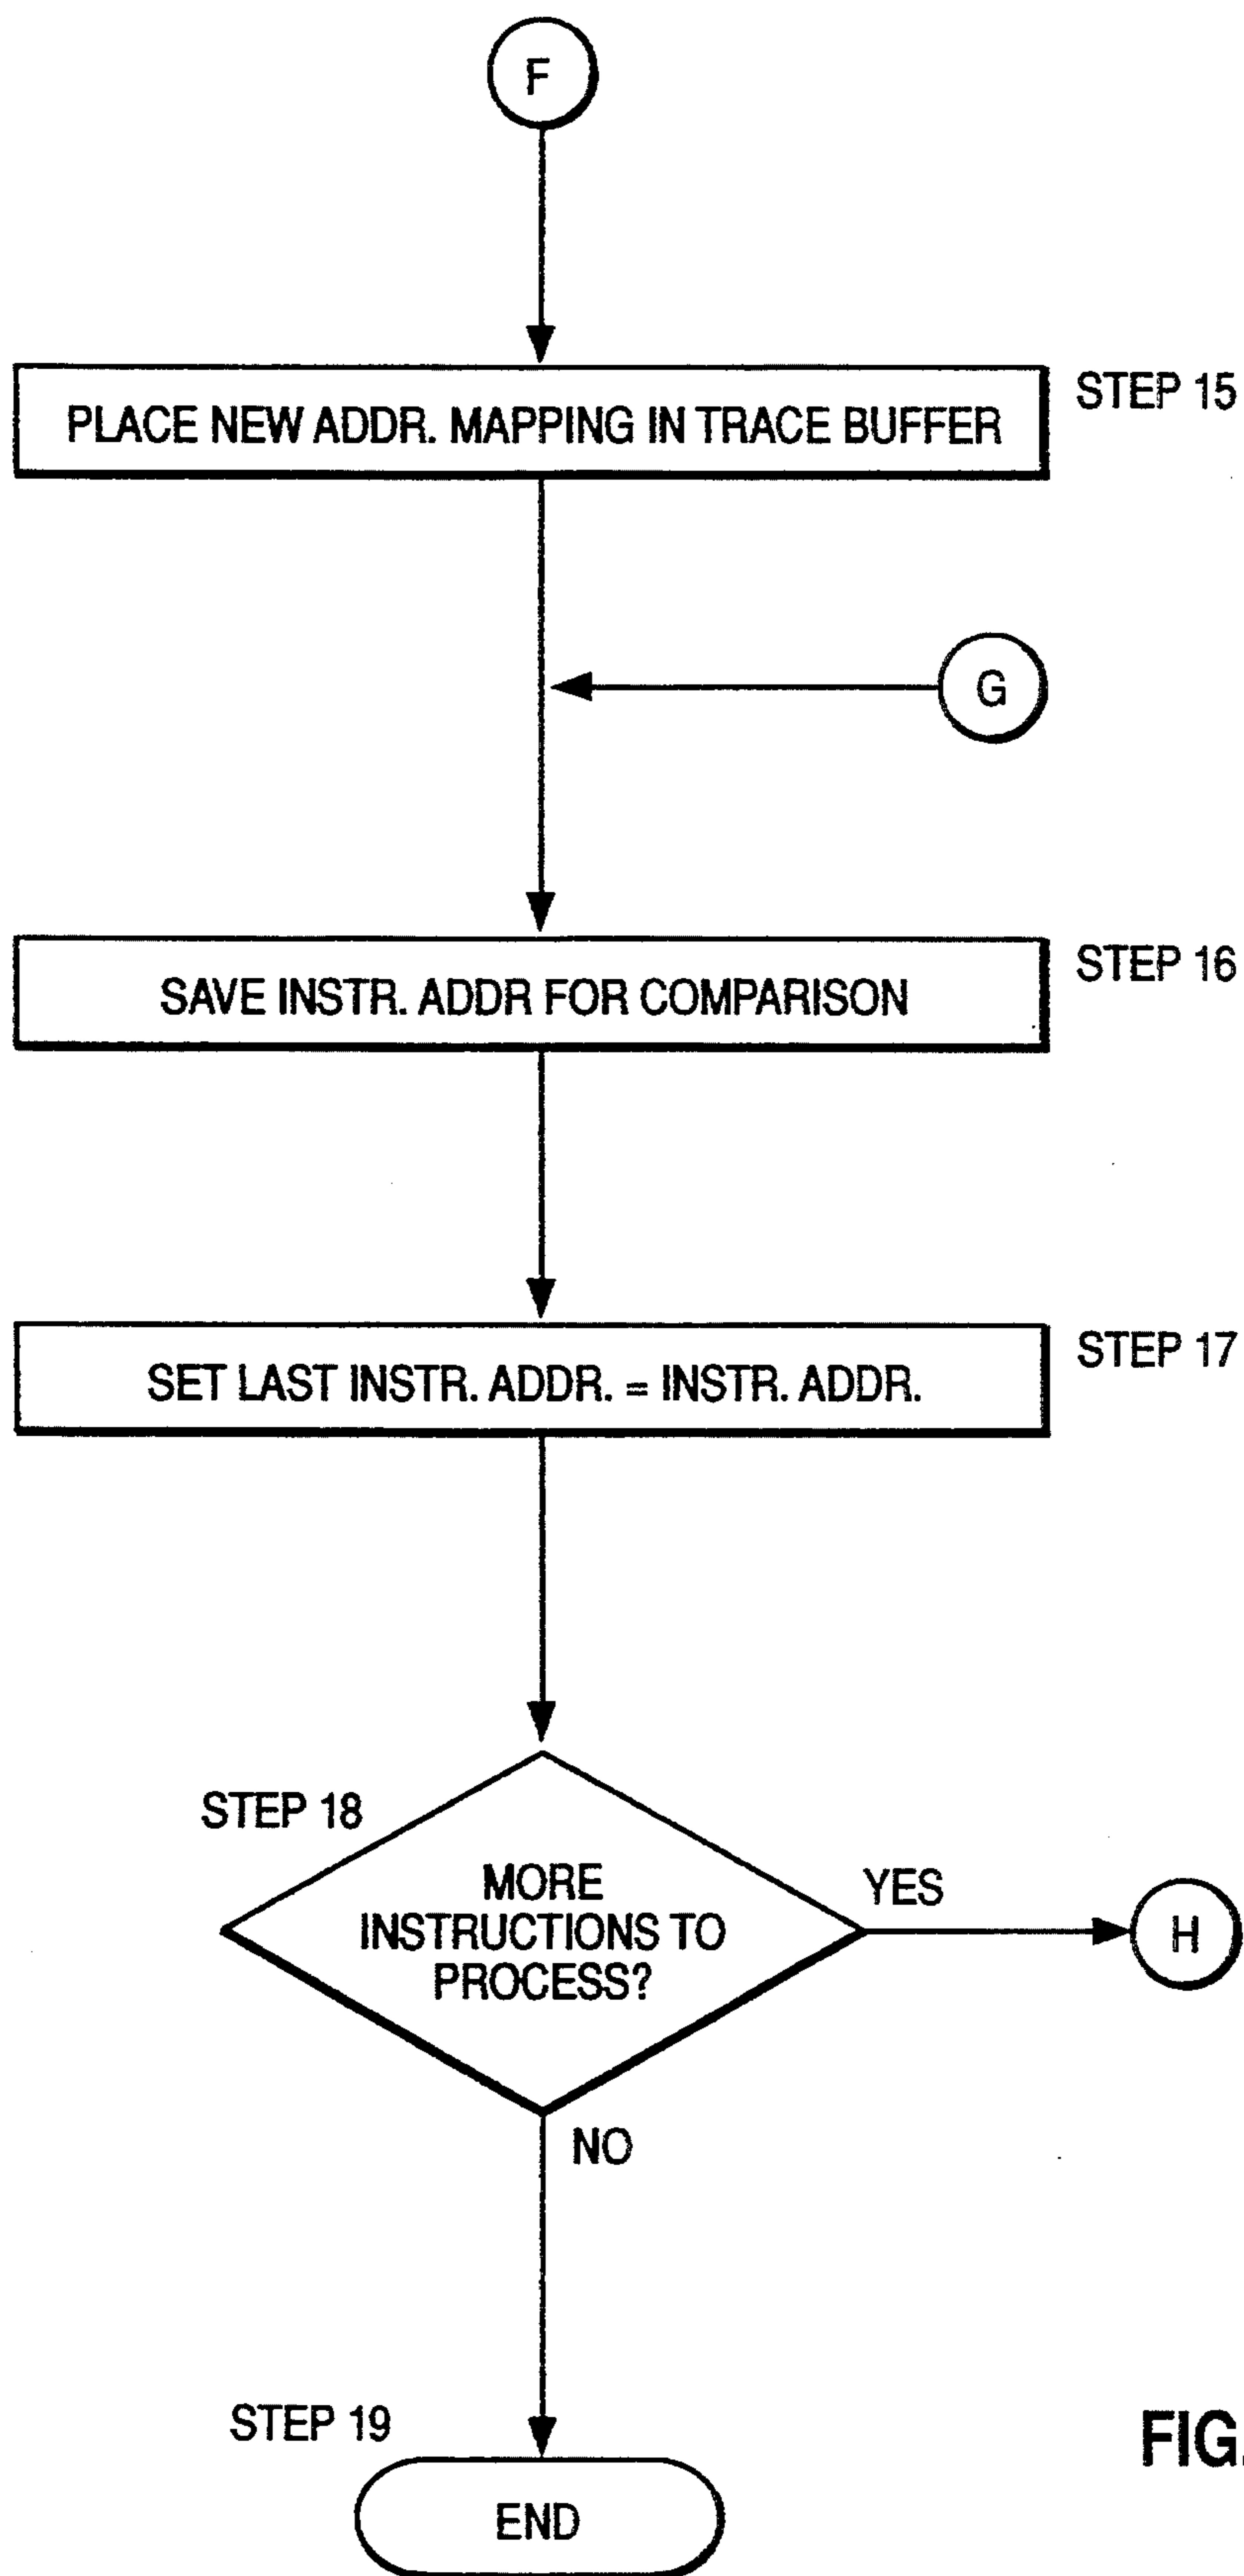 F
PLACE NEW ADDR. MAPPING IN TRACE BUFFER
STEP 15
G
SAVE INSTR. ADDR FOR COMPARISON
STEP 16
SET LAST INSTR. ADDR. = INSTR. ADDR.
STEP 17
STEP 18
MORE
INSTRUCTIONS TO
PROCESS?
YES
H
NO
STEP 19
END
FIG.